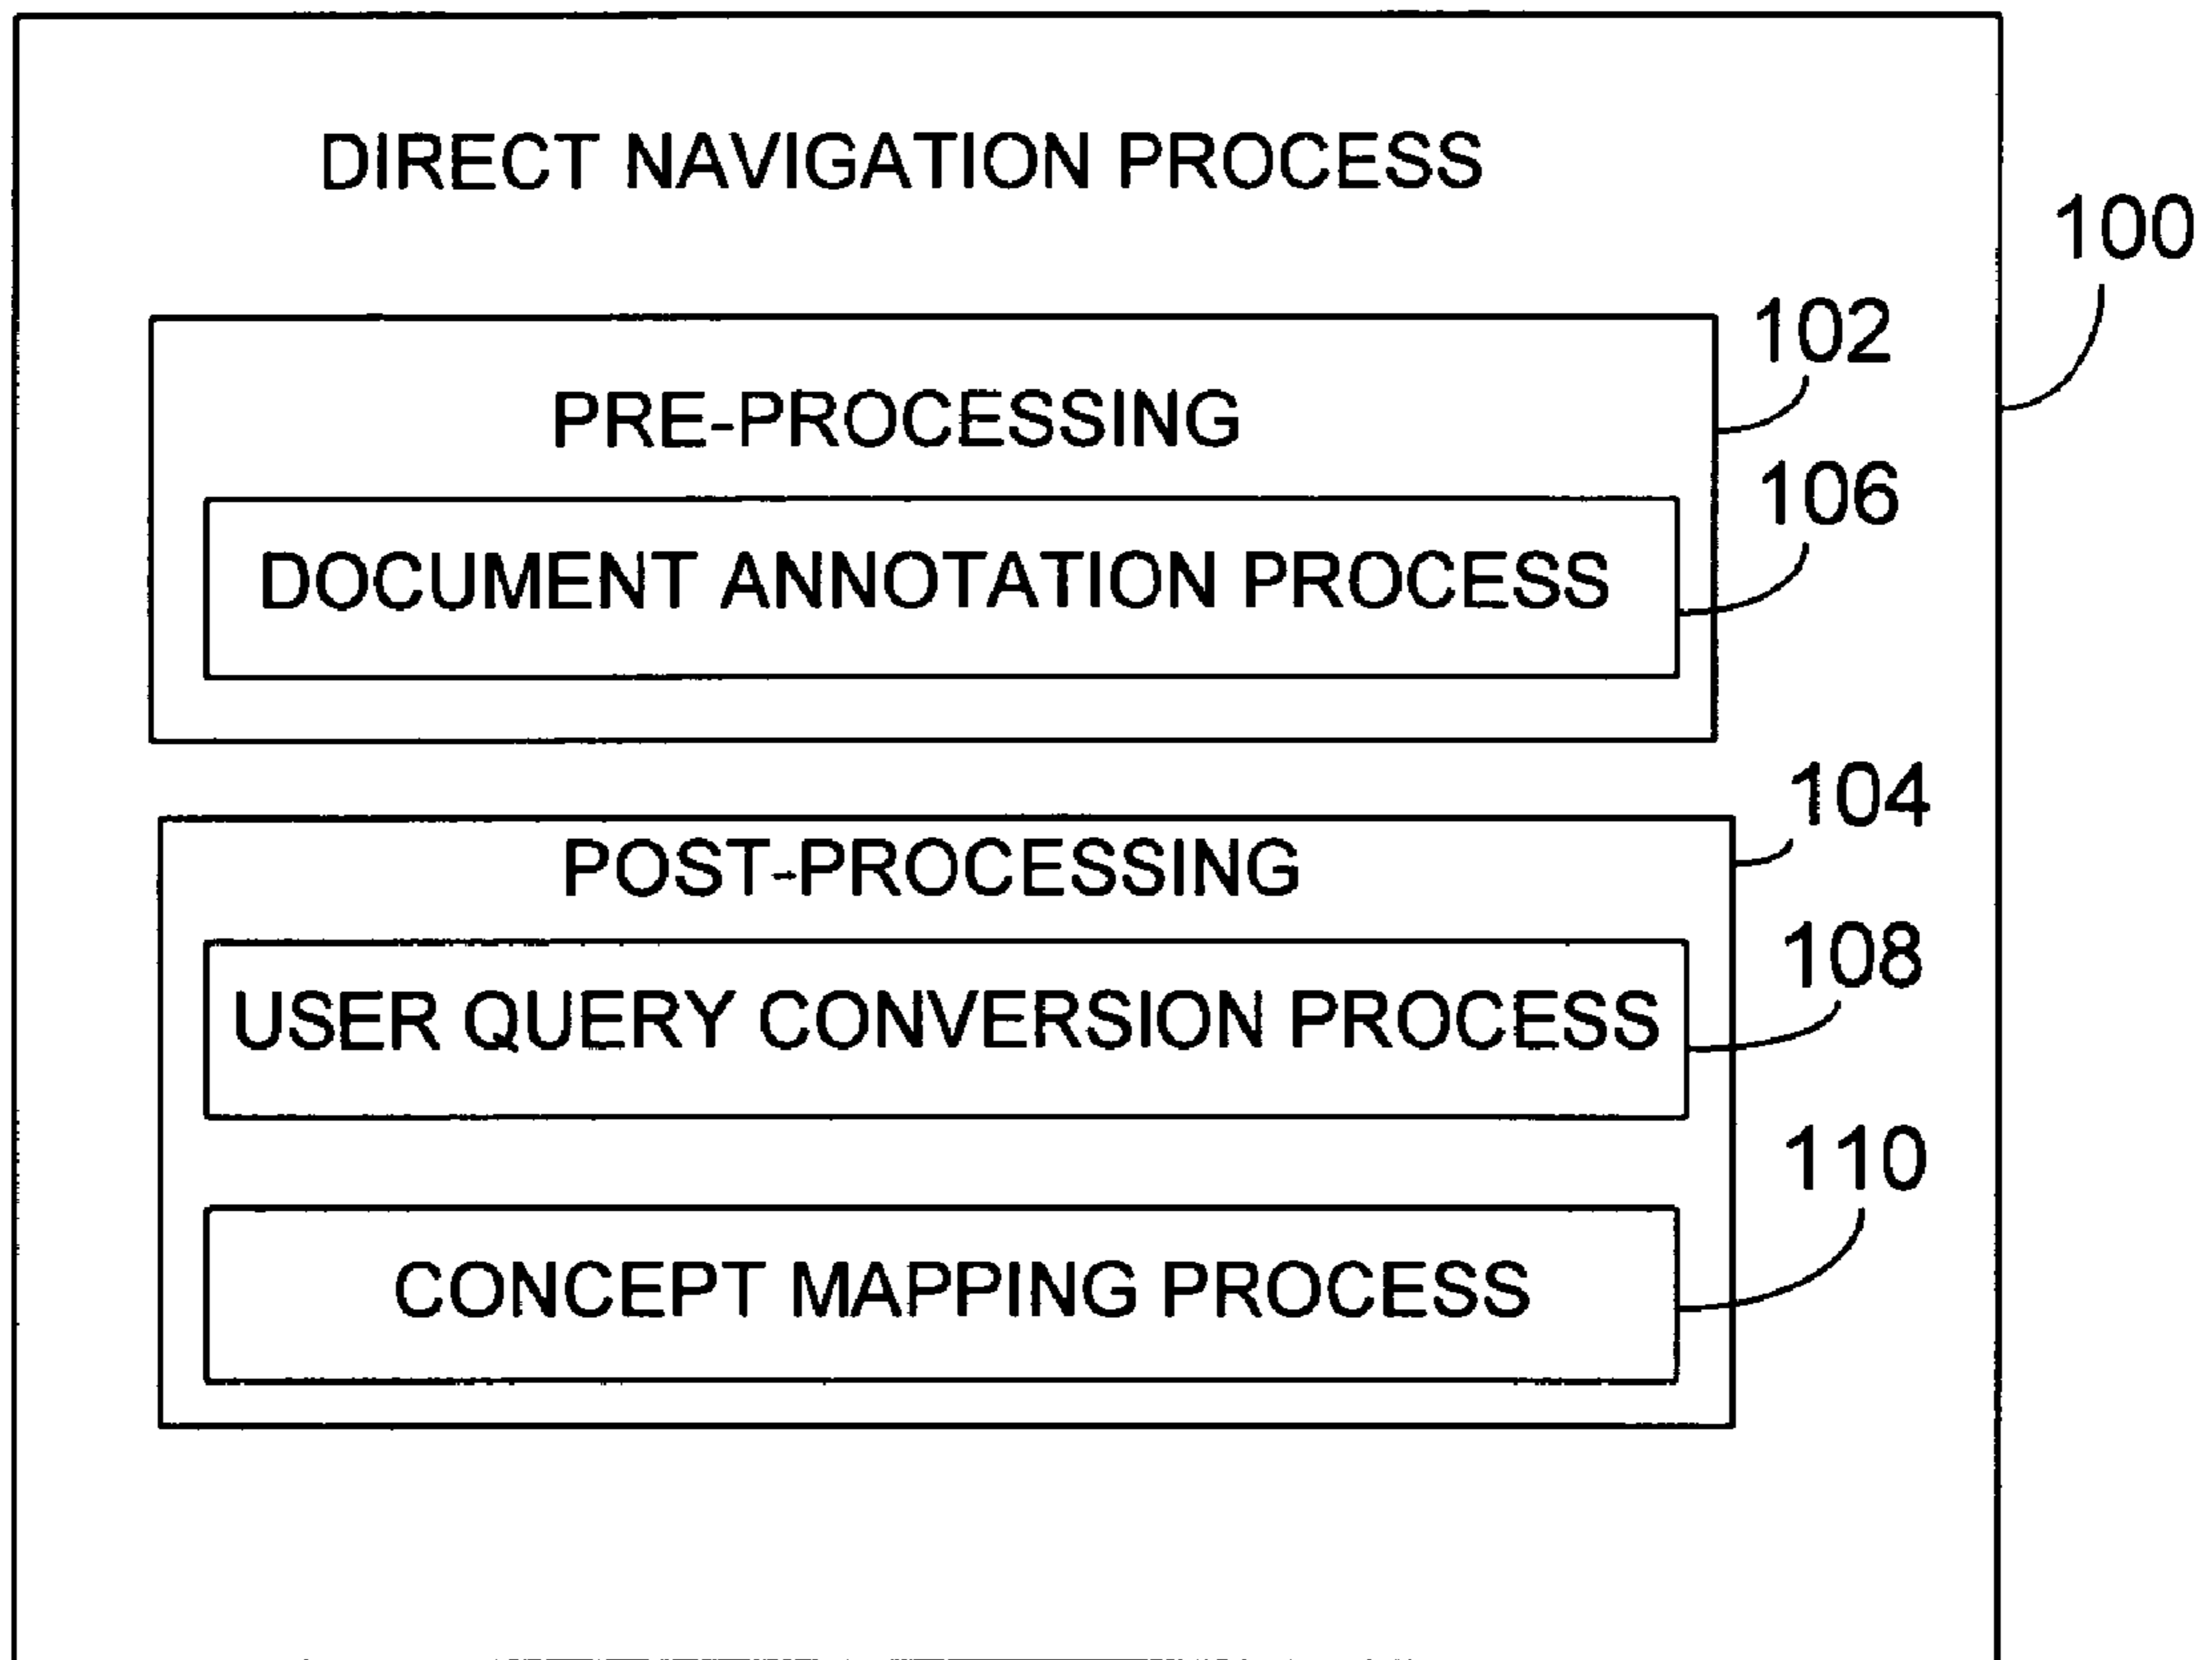 DIRECT NAVIGATION PROCESS
100
102
PRE-PROCESSING
106
DOCUMENT ANNOTATION PROCESS
104
POST-PROCESSING
108
USER QUERY CONVERSION PROCESS
110
CONCEPT MAPPING PROCESS